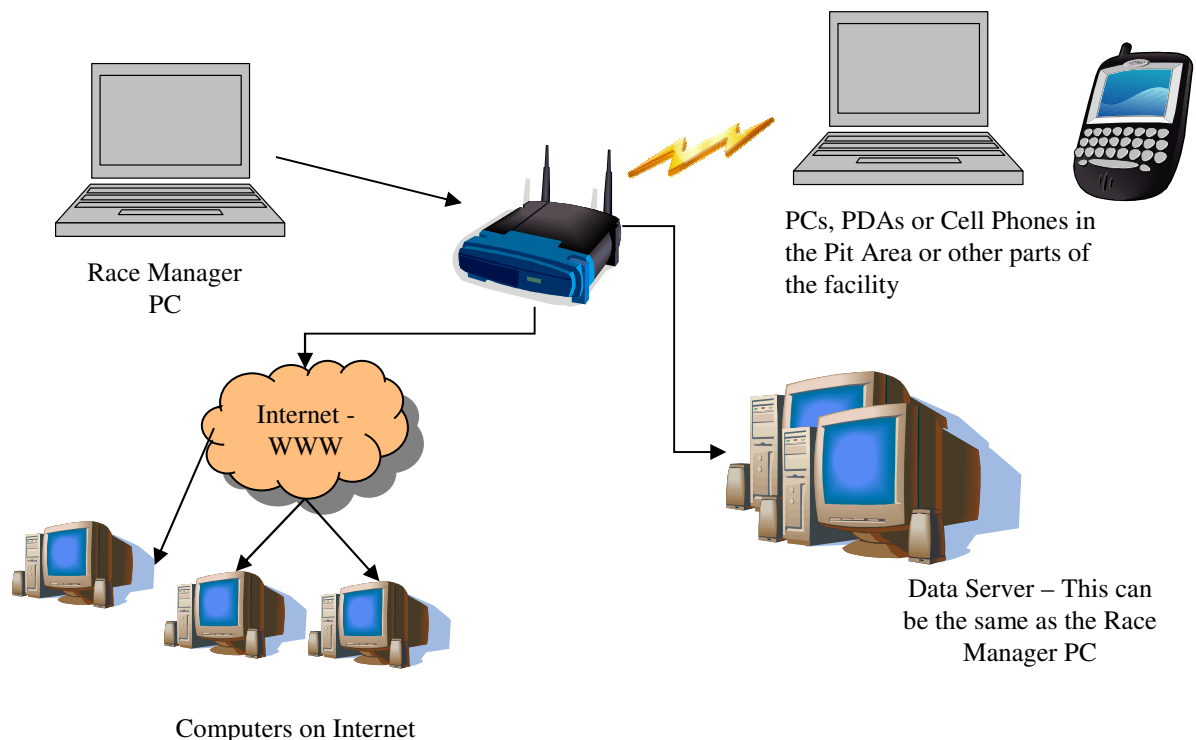 Race Manager
PC
PCs, PDAs or Cell Phones in
the Pit Area or other parts of
the facility
Internet -
WWW
Data Server – This can
be the same as the Race
Manager PC
Computers on Internet